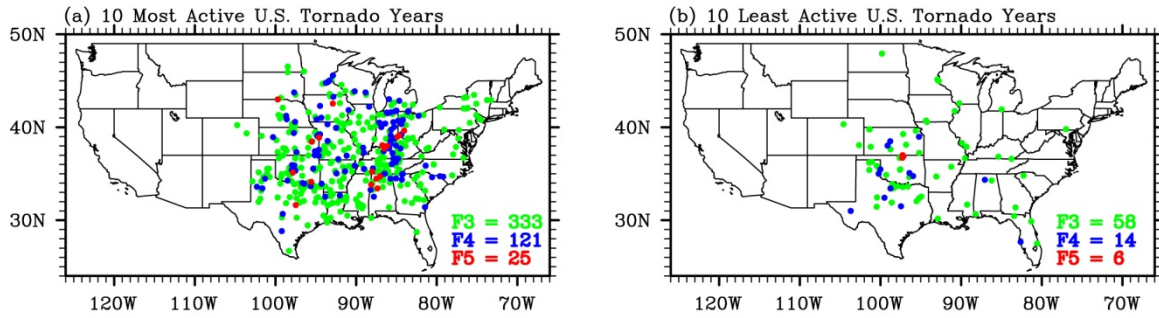 (a) 10 Most Active U.S. Tornado Years
50N
40N
30N
F3 = 333
F4 = 121
F5 = 25
120W 110W 100W 90W 80W 70W
(b) 10 Least Active U.S. Tornado Years
50N
40N
30N
F3 = 58
F4 = 14
F5 = 6
120W 110W 100W 90W 80W 70W